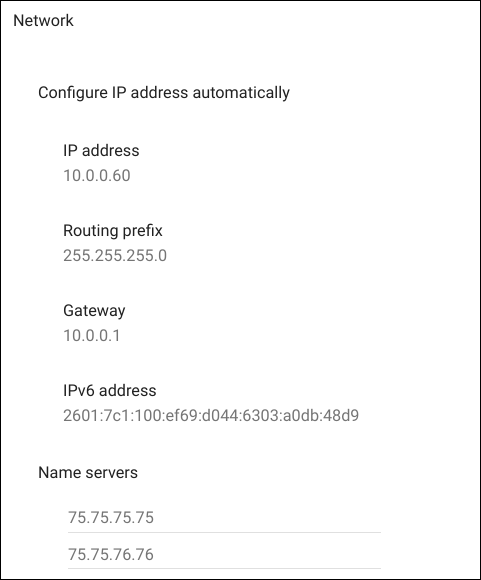 Network
Configure IP address automatically
IP address
10.0.0.60
Routing prefix
255.255.255.0
Gateway
10.0.0.1
IPv6 address
2601:7c1:100:ef69:d044:6303:a0db:48d9
Name servers
75.75.75.75
75.75.76.76